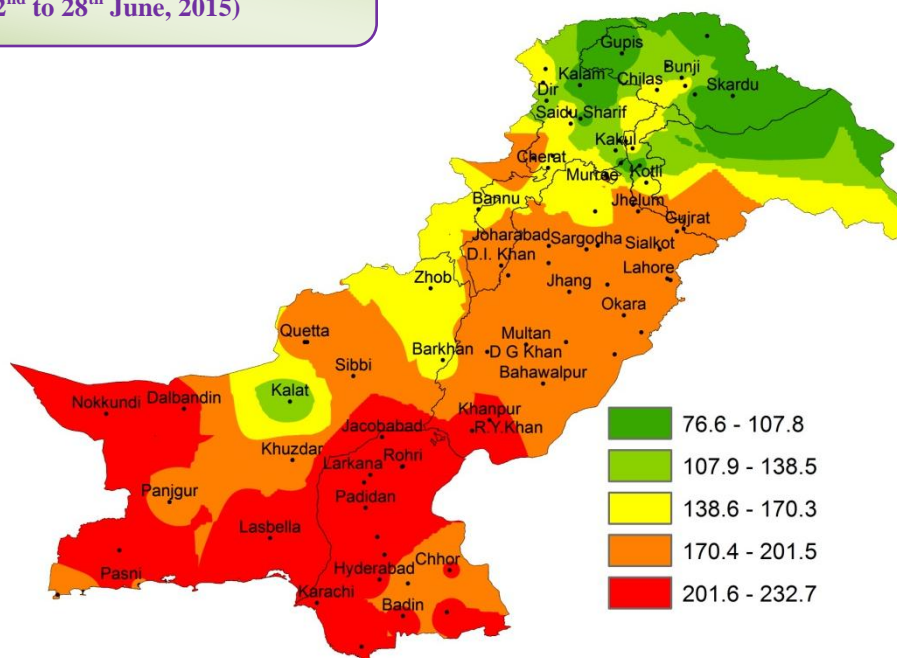 2nd to 28th June, 2015)
Gupis
Bunji
Kalam
Chilas
Skardu
Dir
Saidu Sharif
Kakul
Cherat
Kotli
Bannu
Jhelum
Gujrat
Joharabad
Sargodha
Sialkot
D.I. Khan
Lahore
Zhob
Jhang
Okara
Quetta
Multan
Barkhan
D G Khan
Sibbi
Bahawalpur
Kalat
Nokkundi
Dalbandin
Khanpur
R.Y.Khan
Jacobabad
Khuzdar
Larkana
Rohri
Panjgur
Padidan
Lasbella
Chhor
Pasni
Hyderabad
Karachi
Badin
76.6 - 107.8
107.9 - 138.5
138.6 - 170.3
170.4 - 201.5
201.6 - 232.7